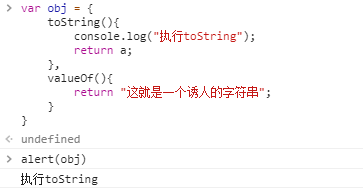 > var obj = {
toString(){
console.log("执行toString");
return a;
},
valueOf(){
return "这就是一个诱人的字符串";
}
}
undefined
> alert(obj)
执行toString